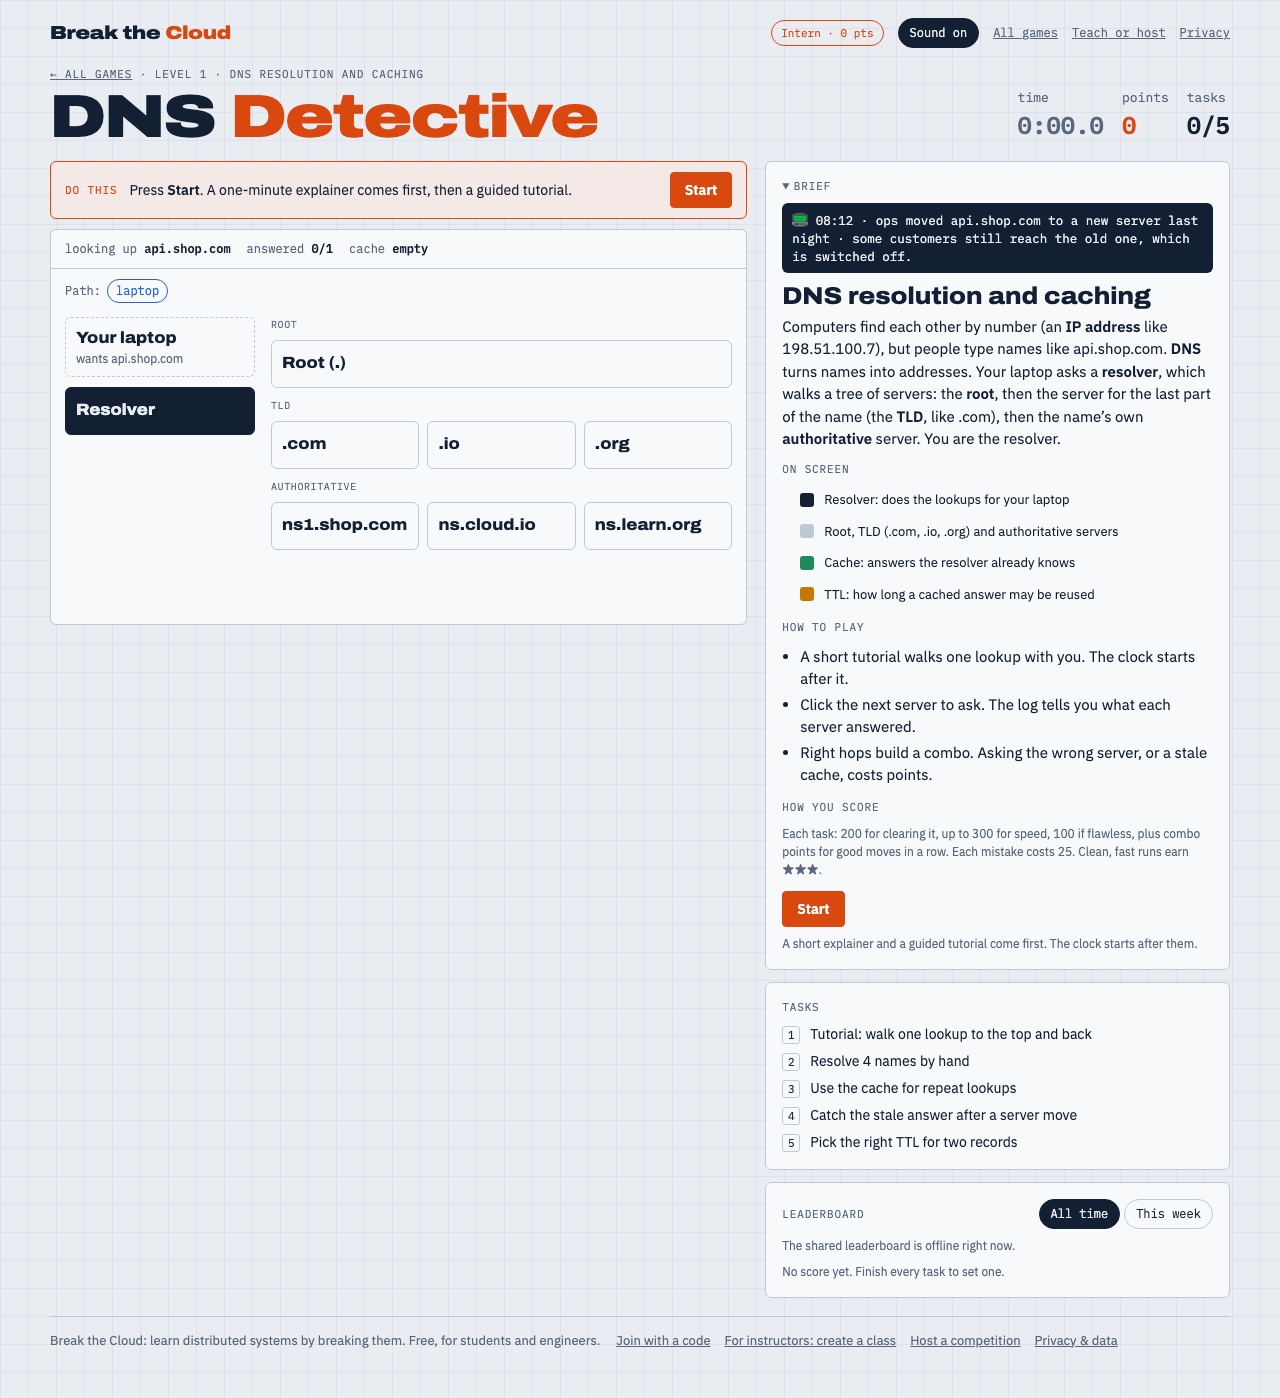 Break the Cloud
Intern · 0 pts
Sound on
All games
Teach or host
Privacy
← ALL GAMES · LEVEL 1 · DNS RESOLUTION AND CACHING
DNS Detective
time
0:00.0
points
0
tasks
0/5
DO THIS Press Start. A one-minute explainer comes first, then a guided tutorial.
Start
looking up api.shop.com answered 0/1 cache empty
Path: laptop
Your laptop
wants api.shop.com
Resolver
ROOT
Root (.)
TLD
.com
.io
.org
AUTHORITATIVE
ns1.shop.com
ns.cloud.io
ns.learn.org
▼ BRIEF
08:12 · ops moved api.shop.com to a new server last
night · some customers still reach the old one, which
is switched off.
DNS resolution and caching
Computers find each other by number (an IP address like
198.51.100.7), but people type names like api.shop.com. DNS
turns names into addresses. Your laptop asks a resolver, which
walks a tree of servers: the root, then the server for the last part
of the name (the TLD, like .com), then the name’s own
authoritative server. You are the resolver.
ON SCREEN
Resolver: does the lookups for your laptop
Root, TLD (.com, .io, .org) and authoritative servers
Cache: answers the resolver already knows
TTL: how long a cached answer may be reused
HOW TO PLAY
• A short tutorial walks one lookup with you. The clock starts
after it.
• Click the next server to ask. The log tells you what each
server answered.
• Right hops build a combo. Asking the wrong server, or a stale
cache, costs points.
HOW YOU SCORE
Each task: 200 for clearing it, up to 300 for speed, 100 if flawless, plus combo
points for good moves in a row. Each mistake costs 25. Clean, fast runs earn
★★★.
Start
A short explainer and a guided tutorial come first. The clock starts after them.
TASKS
1 Tutorial: walk one lookup to the top and back
2 Resolve 4 names by hand
3 Use the cache for repeat lookups
4 Catch the stale answer after a server move
5 Pick the right TTL for two records
LEADERBOARD
All time
This week
The shared leaderboard is offline right now.
No score yet. Finish every task to set one.
Break the Cloud: learn distributed systems by breaking them. Free, for students and engineers.
Join with a code
For instructors: create a class
Host a competition
Privacy & data